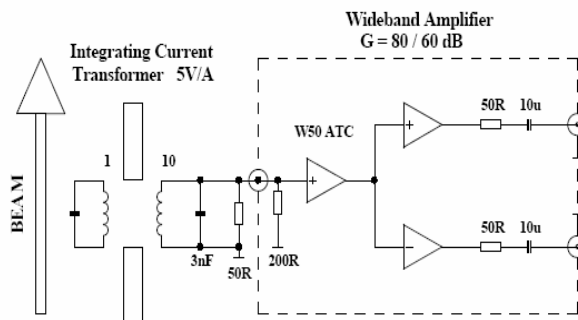 Wideband Amplifier
G = 80 / 60 dB
Integrating Current
Transformer 5V/A
50R 10u
W50 ATC
1 10
BEAM
+ +
3nF
50R
200R
−
50R 10u